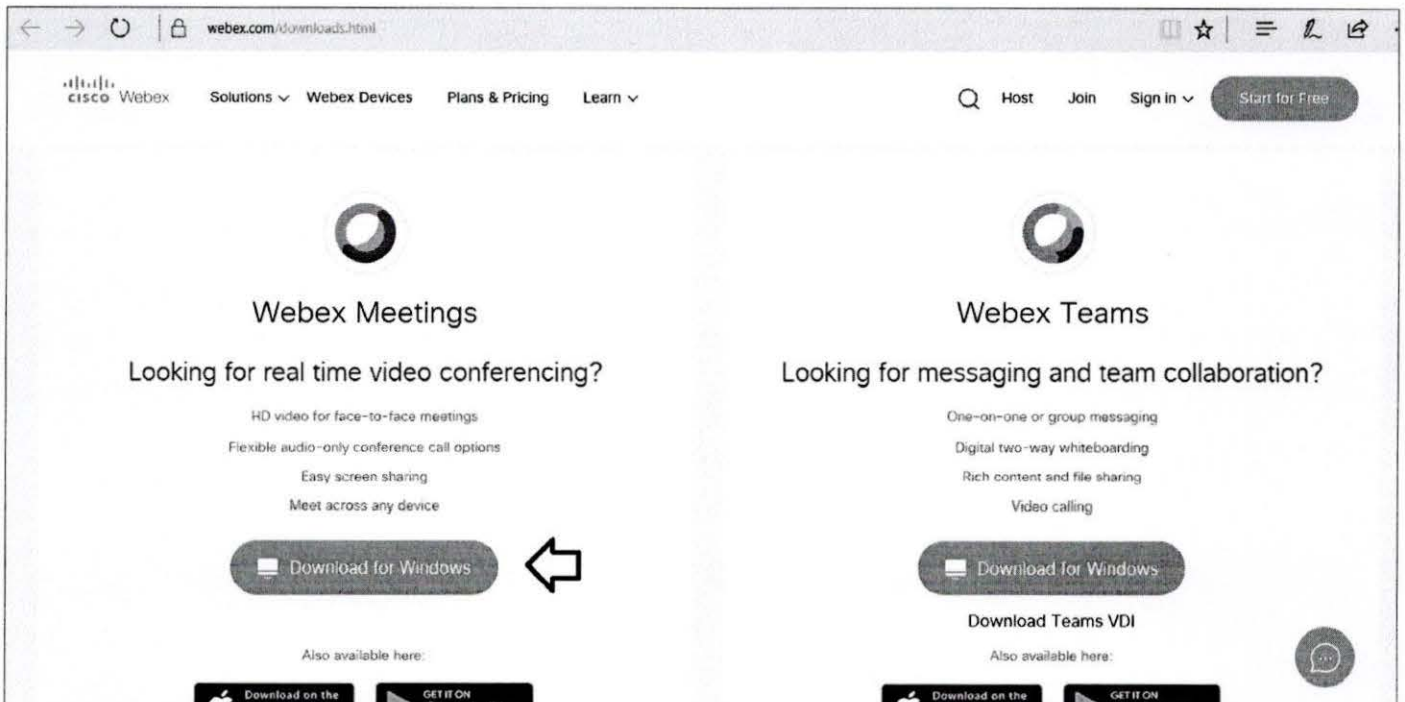 webex.com/downloads.html
CISCO Webex Solutions Webex Devices Plans & Pricing Learn Host Join Sign in Start for Free
Webex Meetings
Looking for real time video conferencing?
HD video for face-to-face meetings
Flexible audio-only conference call options
Easy screen sharing
Meet across any device
Download for Windows
Also available here:
Download on the
GET IT ON
Webex Teams
Looking for messaging and team collaboration?
One-on-one or group messaging
Digital two-way whiteboarding
Rich content and file sharing
Video calling
Download for Windows
Download Teams VDI
Also available here:
Download on the
GET IT ON